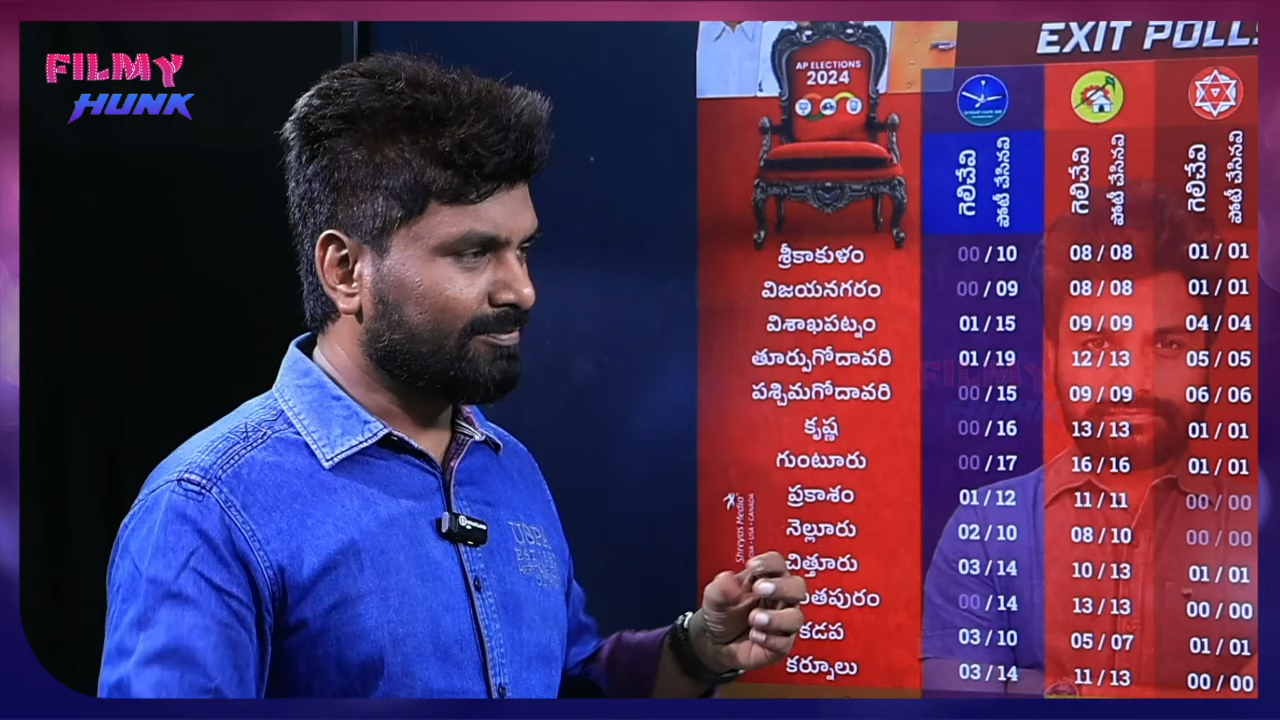 FILMY
HUNK
EXIT POLLS
AP ELECTIONS
2024
గెలిచేవి పోటీ చేసినవి గెలిచేవి పోటీ చేసినవి గెలిచేవి పోటీ చేసినవి
శ్రీకాకుళం 00 / 10 08 / 08 01 / 01
విజయనగరం 00 / 09 08 / 08 01 / 01
విశాఖపట్నం 01 / 15 09 / 09 04 / 04
తూర్పుగోదావరి 01 / 19 12 / 13 05 / 05
పశ్చిమగోదావరి 00 / 15 09 / 09 06 / 06
కృష్ణ 00 / 16 13 / 13 01 / 01
గుంటూరు 00 / 17 16 / 16 01 / 01
ప్రకాశం 01 / 12 11 / 11 00 / 00
నెల్లూరు 02 / 10 08 / 10 00 / 00
చిత్తూరు 03 / 14 10 / 13 01 / 01
తపురం 00 / 14 13 / 13 00 / 00
కడప 03 / 10 05 / 07 01 / 01
కర్నూలు 03 / 14 11 / 13 00 / 00
Shreyas Media
USA • CANADA
FILMY
USPA